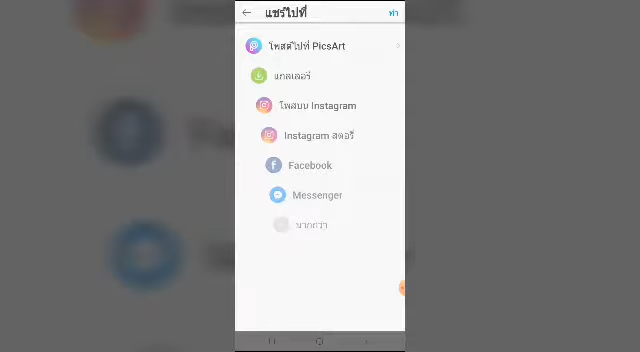 แชร์ไปที่
ทำ
โพสต์ไปที่ PicsArt
แกลเลอรี่
โพสบน Instagram
Instagram สตอรี่
Facebook
Messenger
มากกว่า